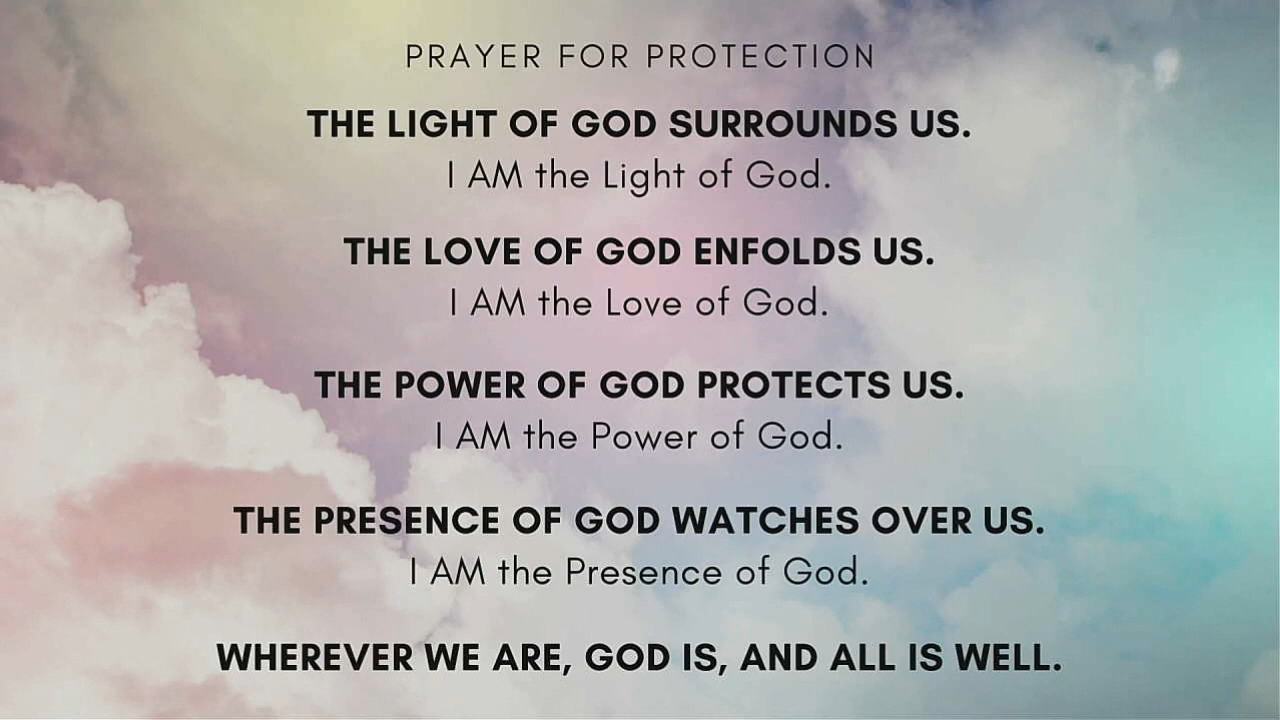 PRAYER FOR PROTECTION
THE LIGHT OF GOD SURROUNDS US.
I AM the Light of God.
THE LOVE OF GOD ENFOLDS US.
I AM the Love of God.
THE POWER OF GOD PROTECTS US.
I AM the Power of God.
THE PRESENCE OF GOD WATCHES OVER US.
I AM the Presence of God.
WHEREVER WE ARE, GOD IS, AND ALL IS WELL.